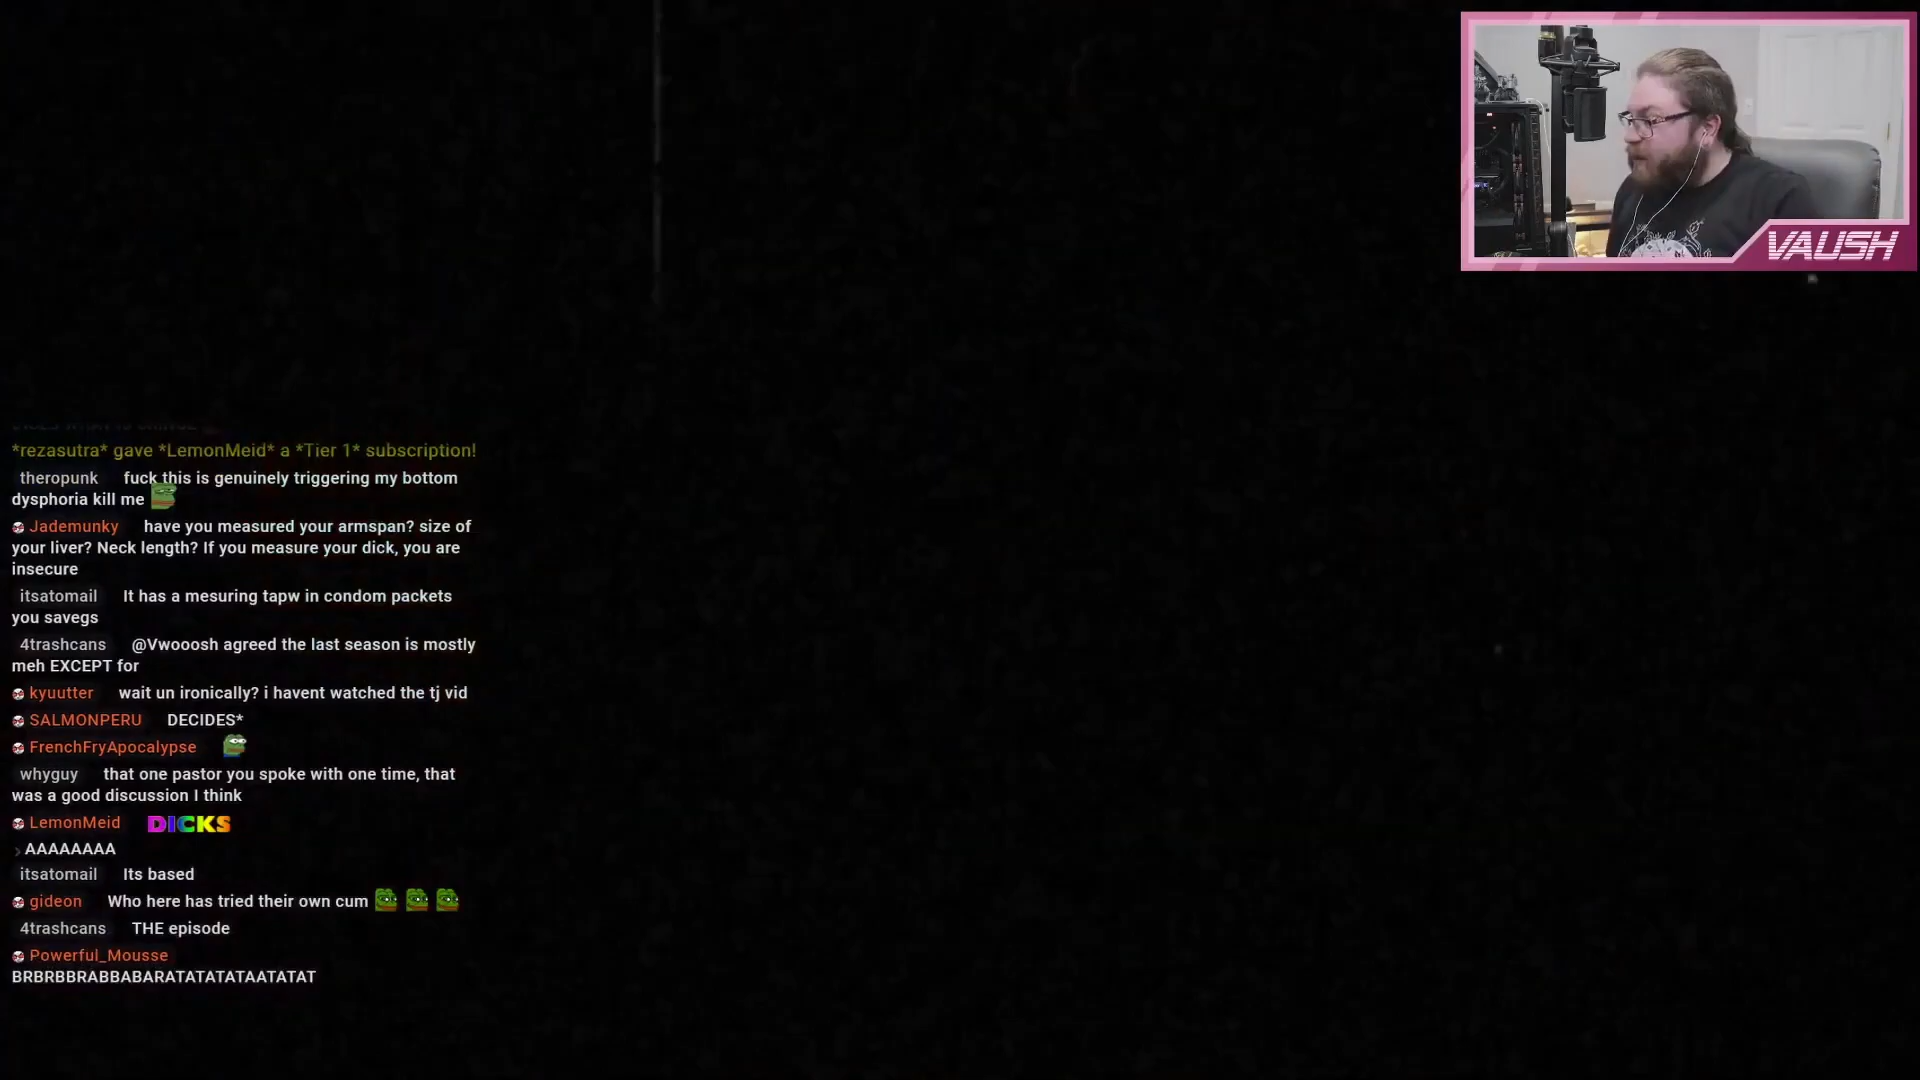 VAUSH
*rezasutra* gave *LemonMeid* a *Tier 1* subscription!
theropunk fuck this is genuinely triggering my bottom
dysphoria kill me
Jademunky have you measured your armspan? size of
your liver? Neck length? If you measure your dick, you are
insecure
itsatomail It has a mesuring tapw in condom packets
you savegs
4trashcans @Vwooosh agreed the last season is mostly
meh EXCEPT for
kyuutter wait un ironically? i havent watched the tj vid
SALMONPERU DECIDES*
FrenchFryApocalypse
whyguy that one pastor you spoke with one time, that
was a good discussion I think
LemonMeid DICKS
AAAAAAAA
itsatomail Its based
gideon Who here has tried their own cum
4trashcans THE episode
Powerful_Mousse
BRBRBBRABBABARATATATATAATATAT